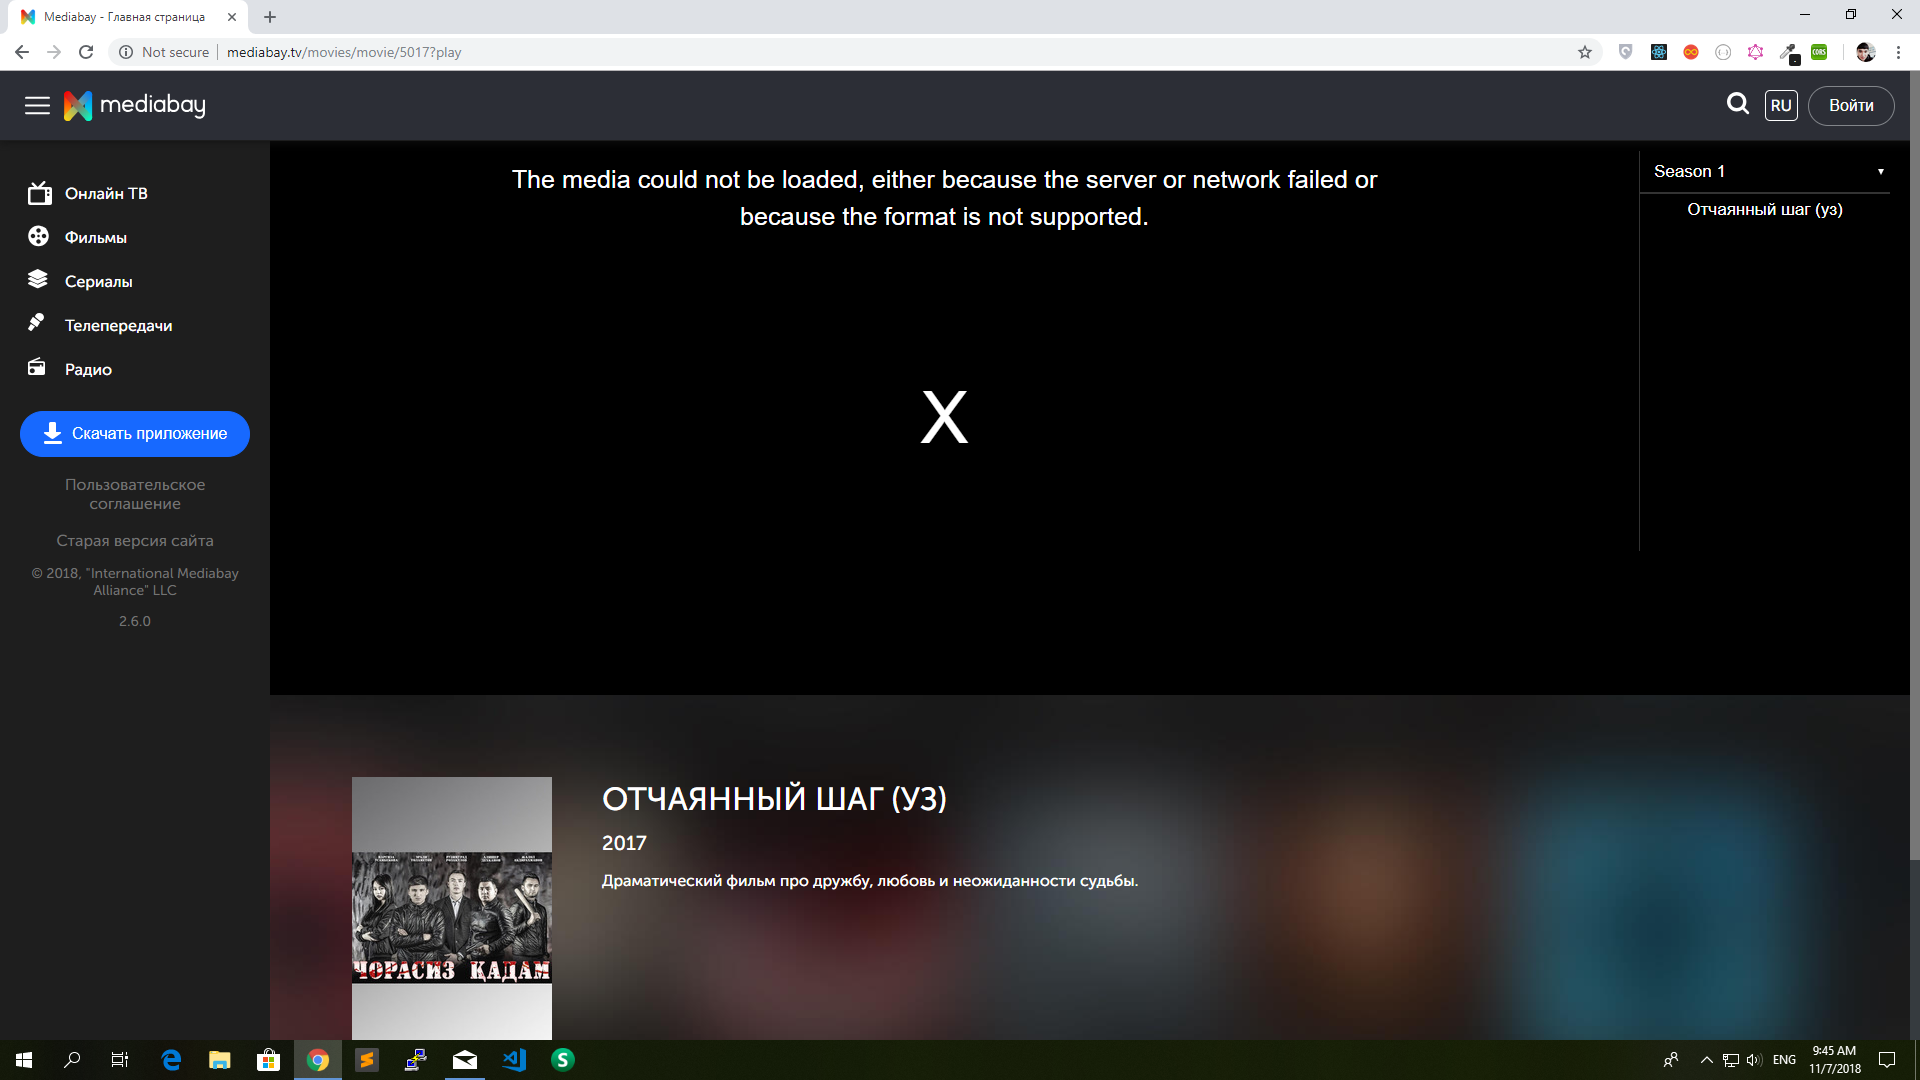 Mediabay - Главная страница
Not secure
mediabay.tv/movies/movie/5017?play
CORS
mediabay
RU
Войти
Онлайн ТВ
Фильмы
Сериалы
Телепередачи
Радио
Скачать приложение
Пользовательское
соглашение
Старая версия сайта
© 2018, "International Mediabay
Alliance" LLC
2.6.0
The media could not be loaded, either because the server or network failed or
because the format is not supported.
X
Season 1
Отчаянный шаг (уз)
ОТЧАЯННЫЙ ШАГ (УЗ)
2017
Драматический фильм про дружбу, любовь и неожиданности судьбы.
ЧОРАСИЗ ҚАДАМ
ENG
9:45 AM
11/7/2018